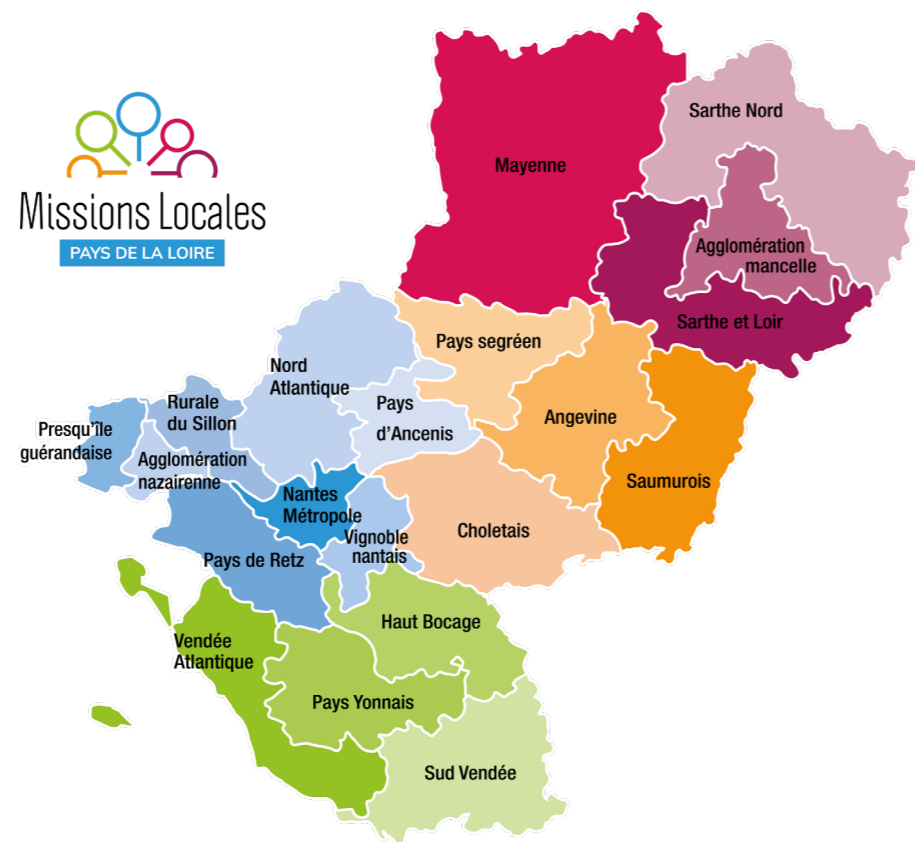 Missions Locales
PAYS DE LA LOIRE
Mayenne
Sarthe Nord
Agglomération
mancelle
Sarthe et Loir
Pays segréen
Nord
Atlantique
Pays
d'Ancenis
Angevine
Rurale
du Sillon
Presqu'île
guérandaise
Agglomération
nazairenne
Saumurois
Nantes
Métropole
Vignoble
nantais
Choletais
Pays de Retz
Haut Bocage
Vendée
Atlantique
Pays Yonnais
Sud Vendée